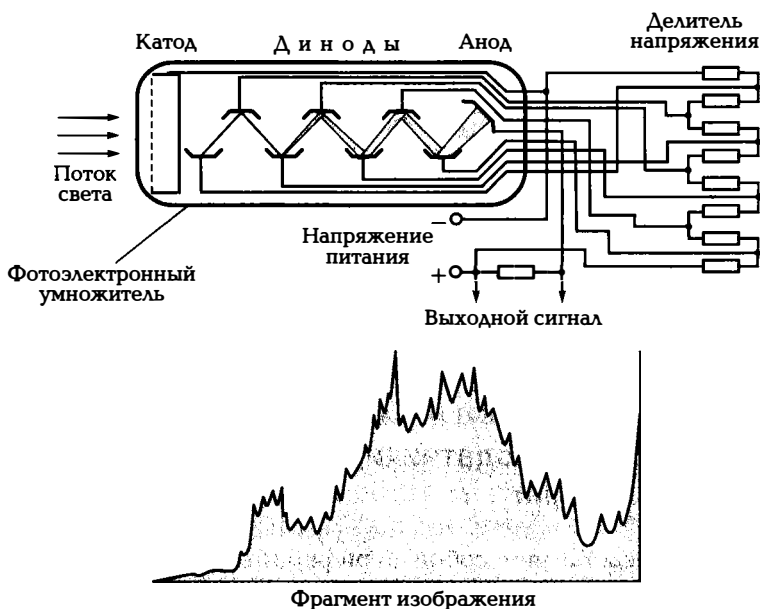 Делитель
напряжения
Катод
Диноды
Анод
Поток
света
−
Напряжение
питания
+
Фотоэлектронный
умножитель
Выходной сигнал
Фрагмент изображения